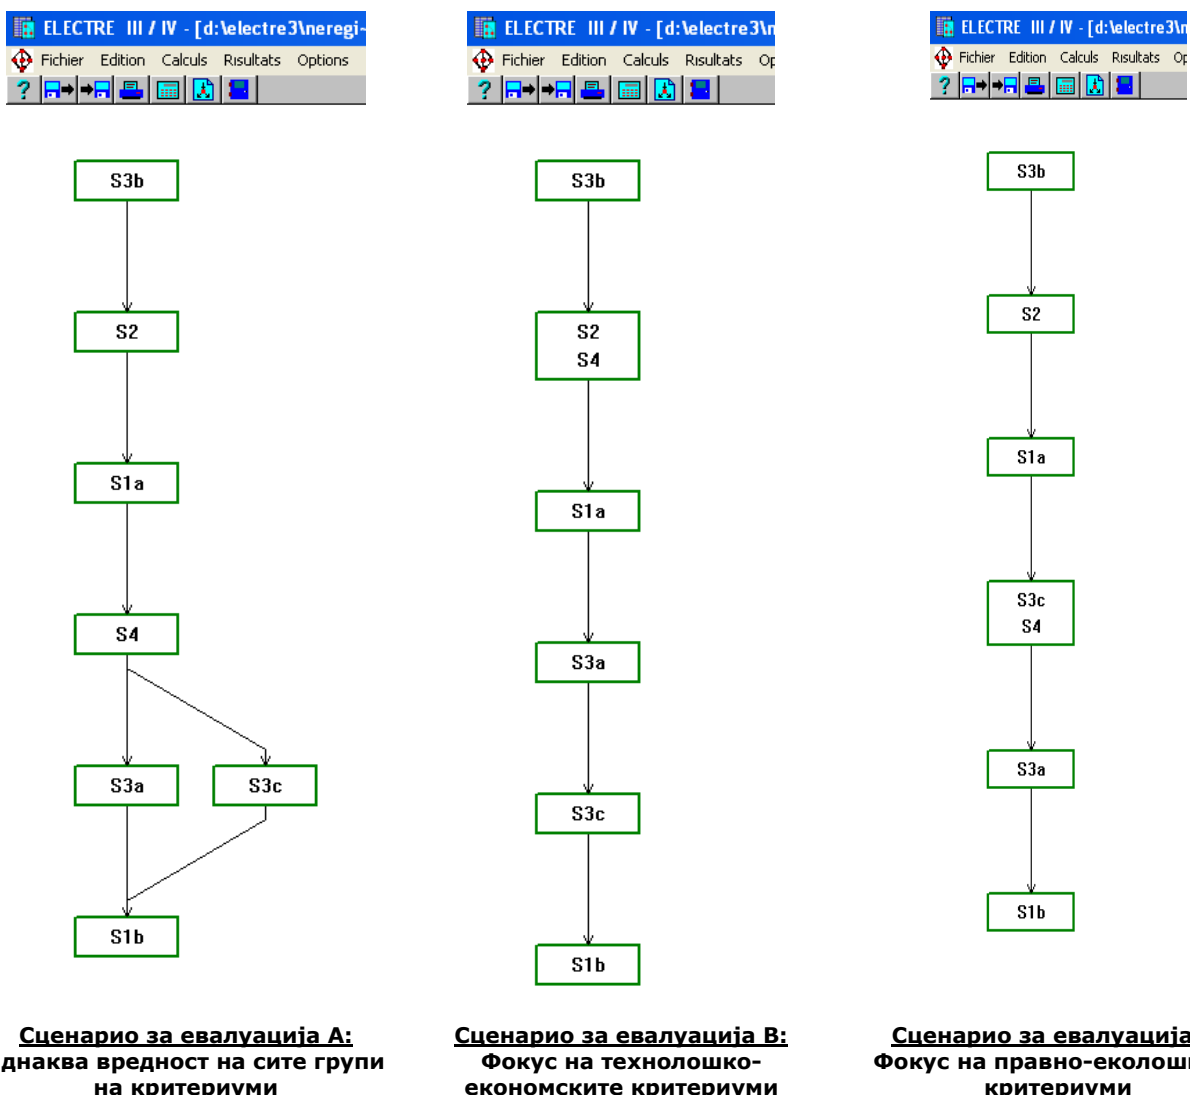 ELECTRE III / IV - [d:\electre3\neregi~
Fichier Edition Calculs Rısultats Options
?
S3b
S2
S1a
S4
S3a S3c
S1b
Сценарио за евалуација А:
днаква вредност на сите групи
на критериуми
ELECTRE III / IV - [d:\electre3\n
Fichier Edition Calculs Rısultats Op
?
S3b
S2
S4
S1a
S3a
S3c
S1b
Сценарио за евалуација В:
Фокус на технолошко-
економските критериуми
ELECTRE III / IV - [d:\electre3\n
Fichier Edition Calculs Rısultats Op
?
S3b
S2
S1a
S3c
S4
S3a
S1b
Сценарио за евалуација
Фокус на правно-еколош
критериуми